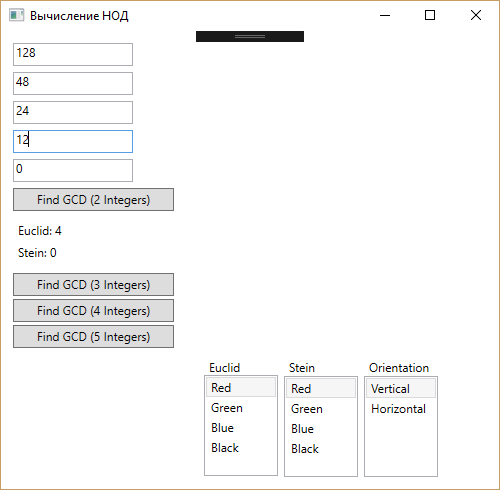 Вычисление НОД
128
48
24
12
0
Find GCD (2 Integers)
Euclid: 4
Stein: 0
Find GCD (3 Integers)
Find GCD (4 Integers)
Find GCD (5 Integers)
Euclid
Red
Green
Blue
Black
Stein
Red
Green
Blue
Black
Orientation
Vertical
Horizontal